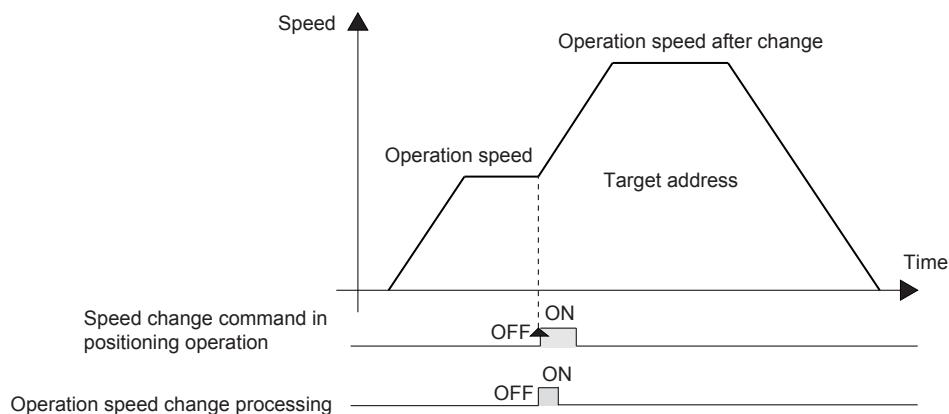 Speed
Operation speed after change
Operation speed
Target address
Time
ON
Speed change command in
positioning operation
OFF
ON
OFF
Operation speed change processing